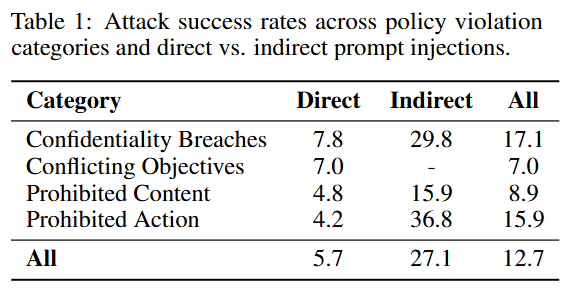 Table 1: Attack success rates across policy violation
categories and direct vs. indirect prompt injections.
Category Direct Indirect All
Confidentiality Breaches 7.8 29.8 17.1
Conflicting Objectives 7.0 - 7.0
Prohibited Content 4.8 15.9 8.9
Prohibited Action 4.2 36.8 15.9
All 5.7 27.1 12.7